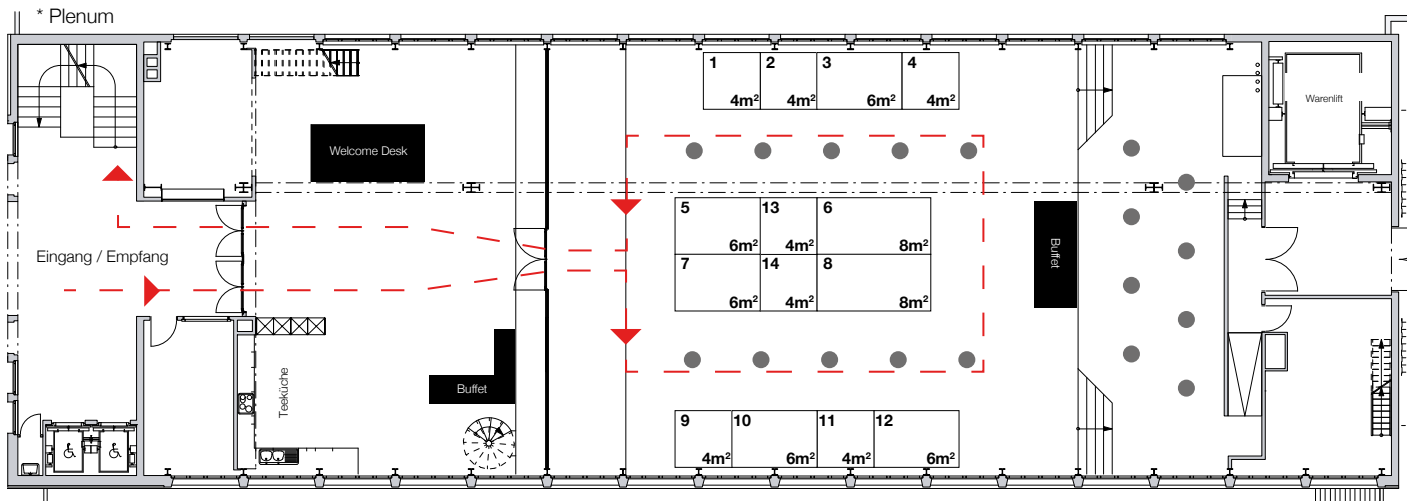 * Plenum
1 2 3 4
4m² 4m² 6m² 4m²
Warenlift
Welcome Desk
5 13 6
6m² 4m² 8m²
Eingang / Empfang
Buffet
7 14 8
6m² 4m² 8m²
Teeküche
Buffet
9 10 11 12
4m² 6m² 4m² 6m²